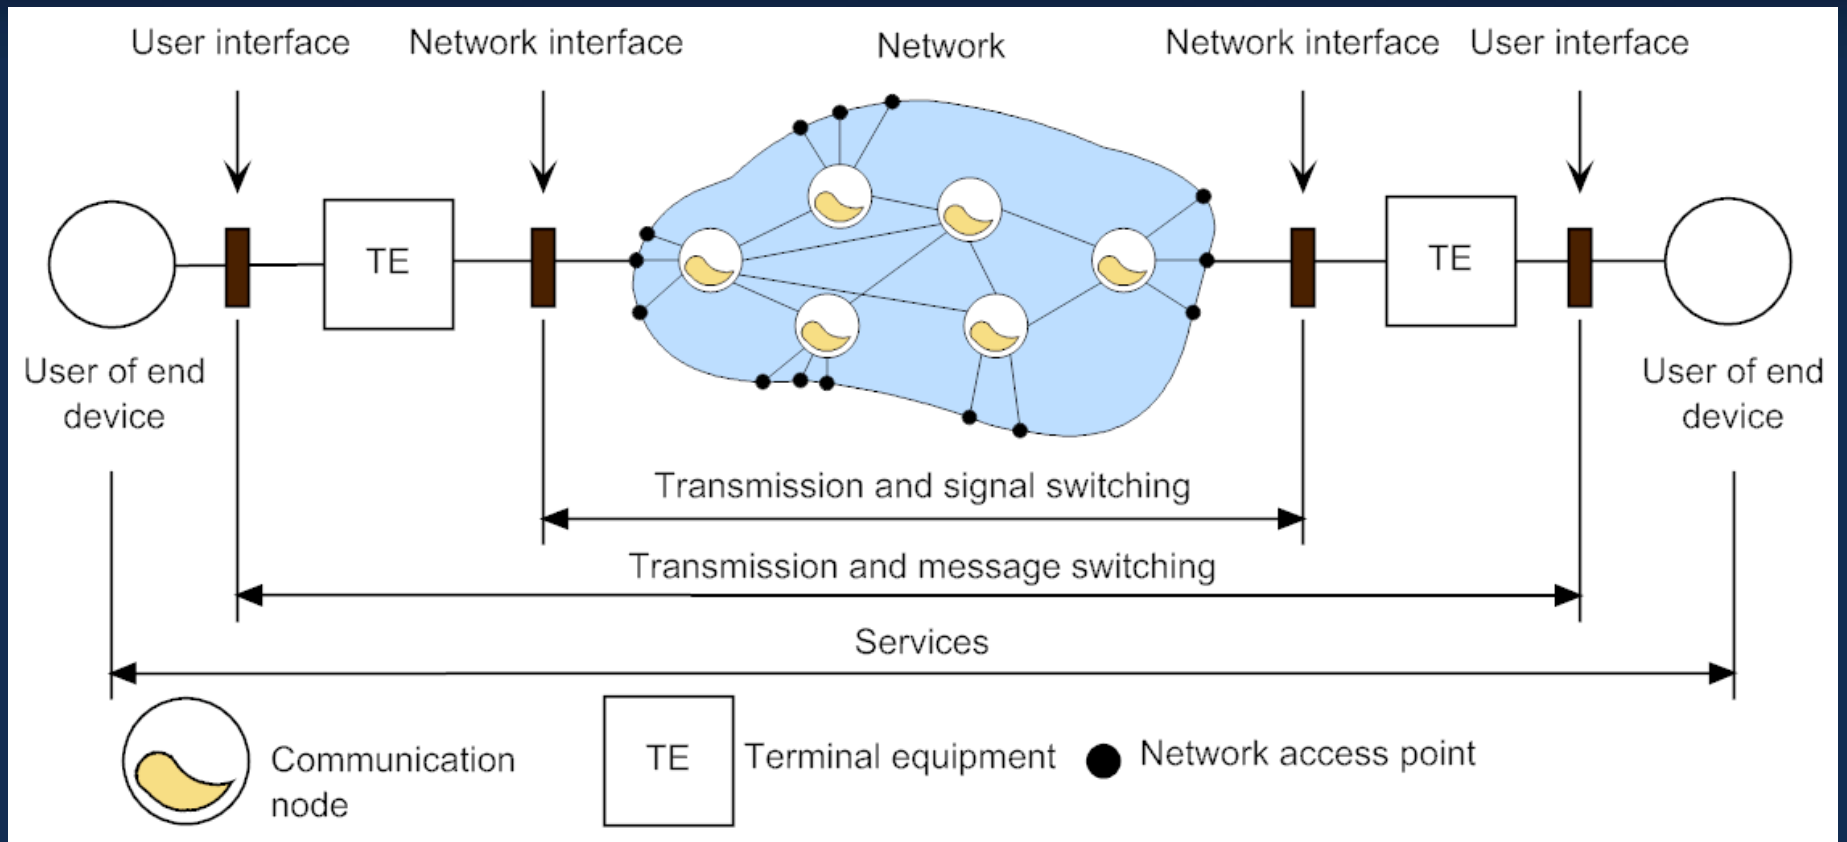 User interface
Network interface
Network
Network interface
User interface
TE
TE
User of end
device
User of end
device
Transmission and signal switching
Transmission and message switching
Services
Communication
node
TE
Terminal equipment
Network access point